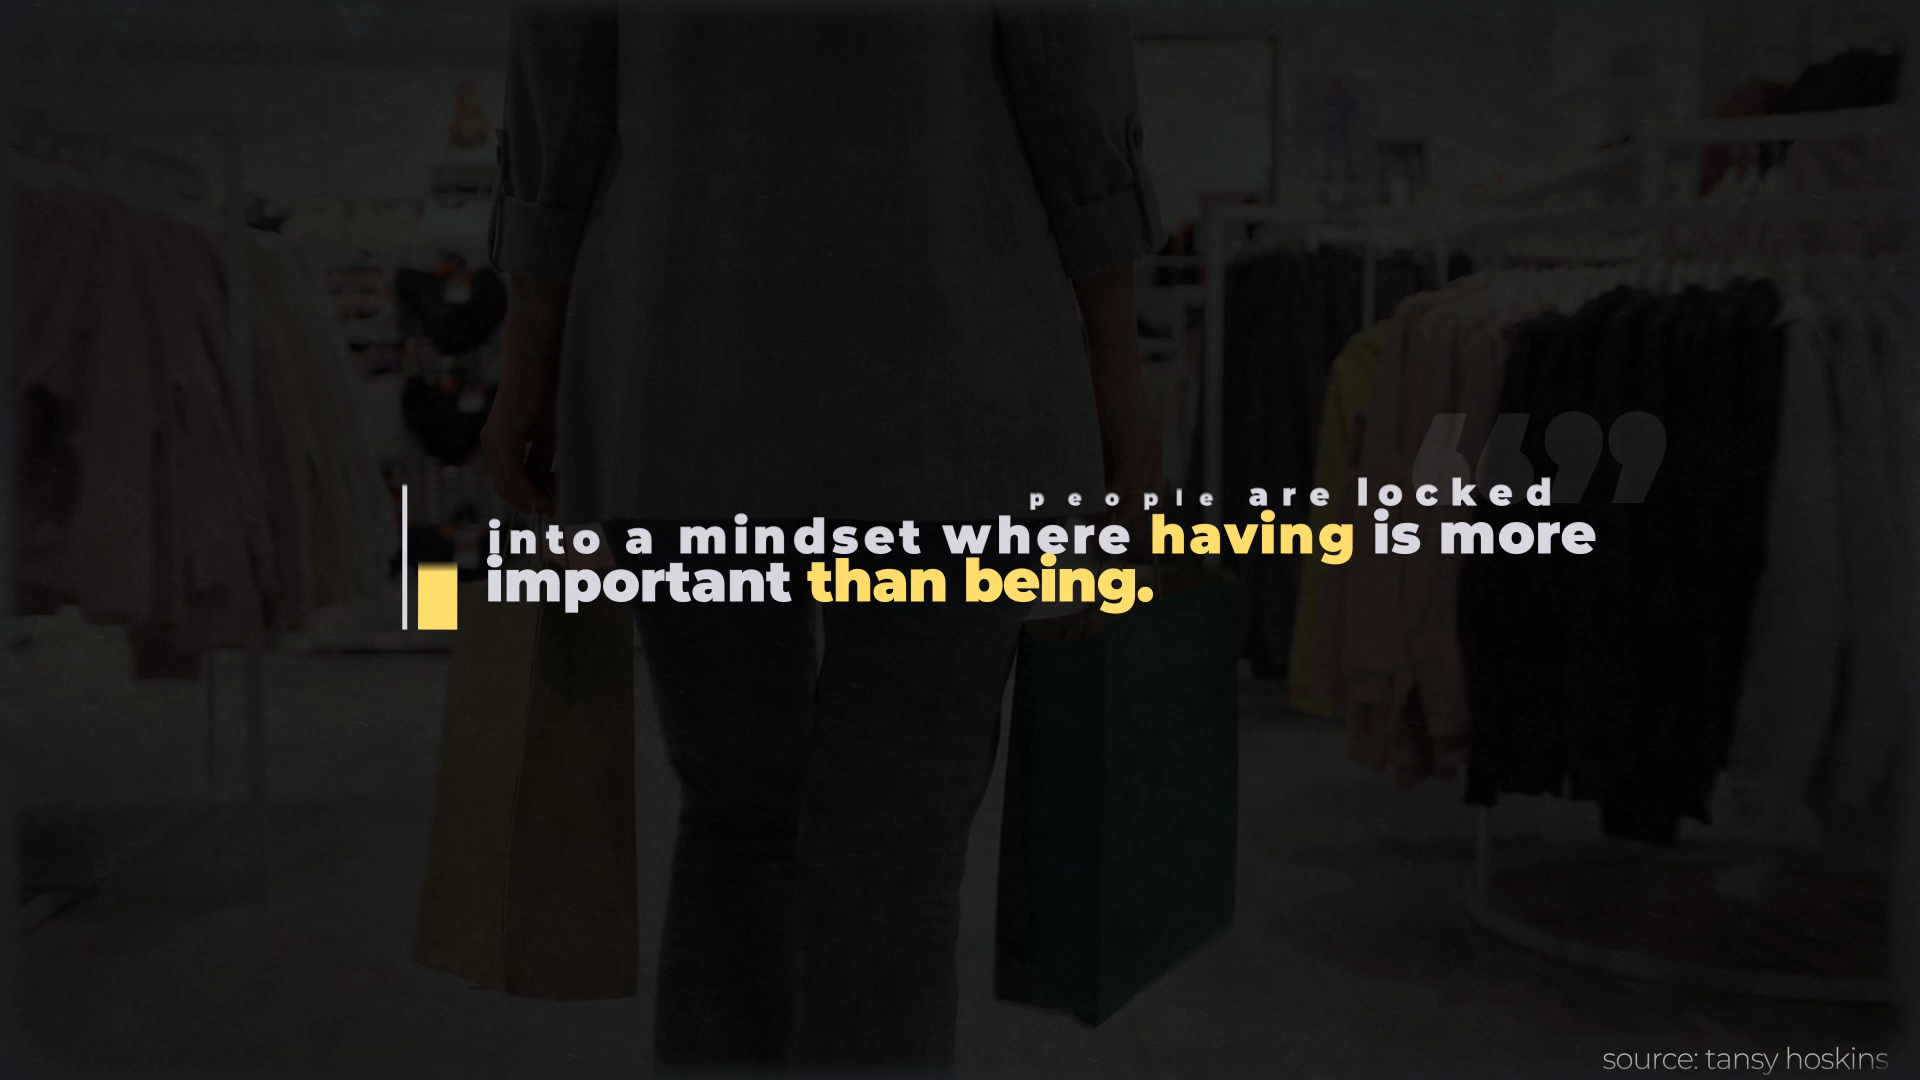 people are locked
into a mindset where having is more
important than being.
source: tansy hoskins